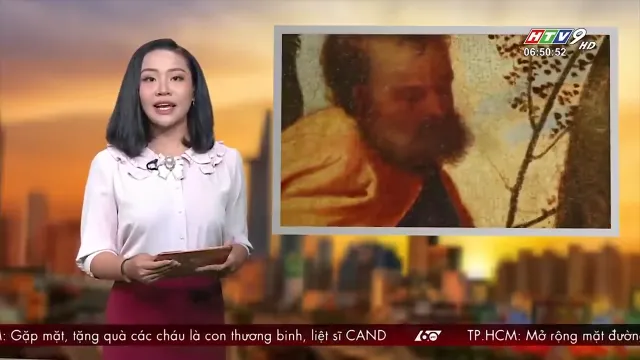 HTV9 HD
06:50:52
M: Gặp mặt, tặng quà các cháu là con thương binh, liệt sĩ CAND 60 TP.HCM: Mở rộng mặt đườn